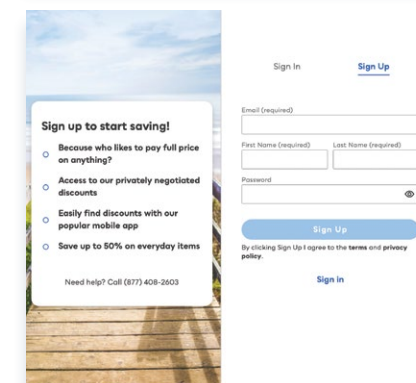 Sign up to start saving!
Because who likes to pay full price
on anything?
Access to our privately negotiated
discounts
Easily find discounts with our
popular mobile app
Save up to 50% on everyday items
Need help? Call (877) 408-2603
Sign In
Sign Up
Email (required)
First Name (required)
Last Name (required)
Password
Sign Up
By clicking Sign Up I agree to the terms and privacy
policy.
Sign in